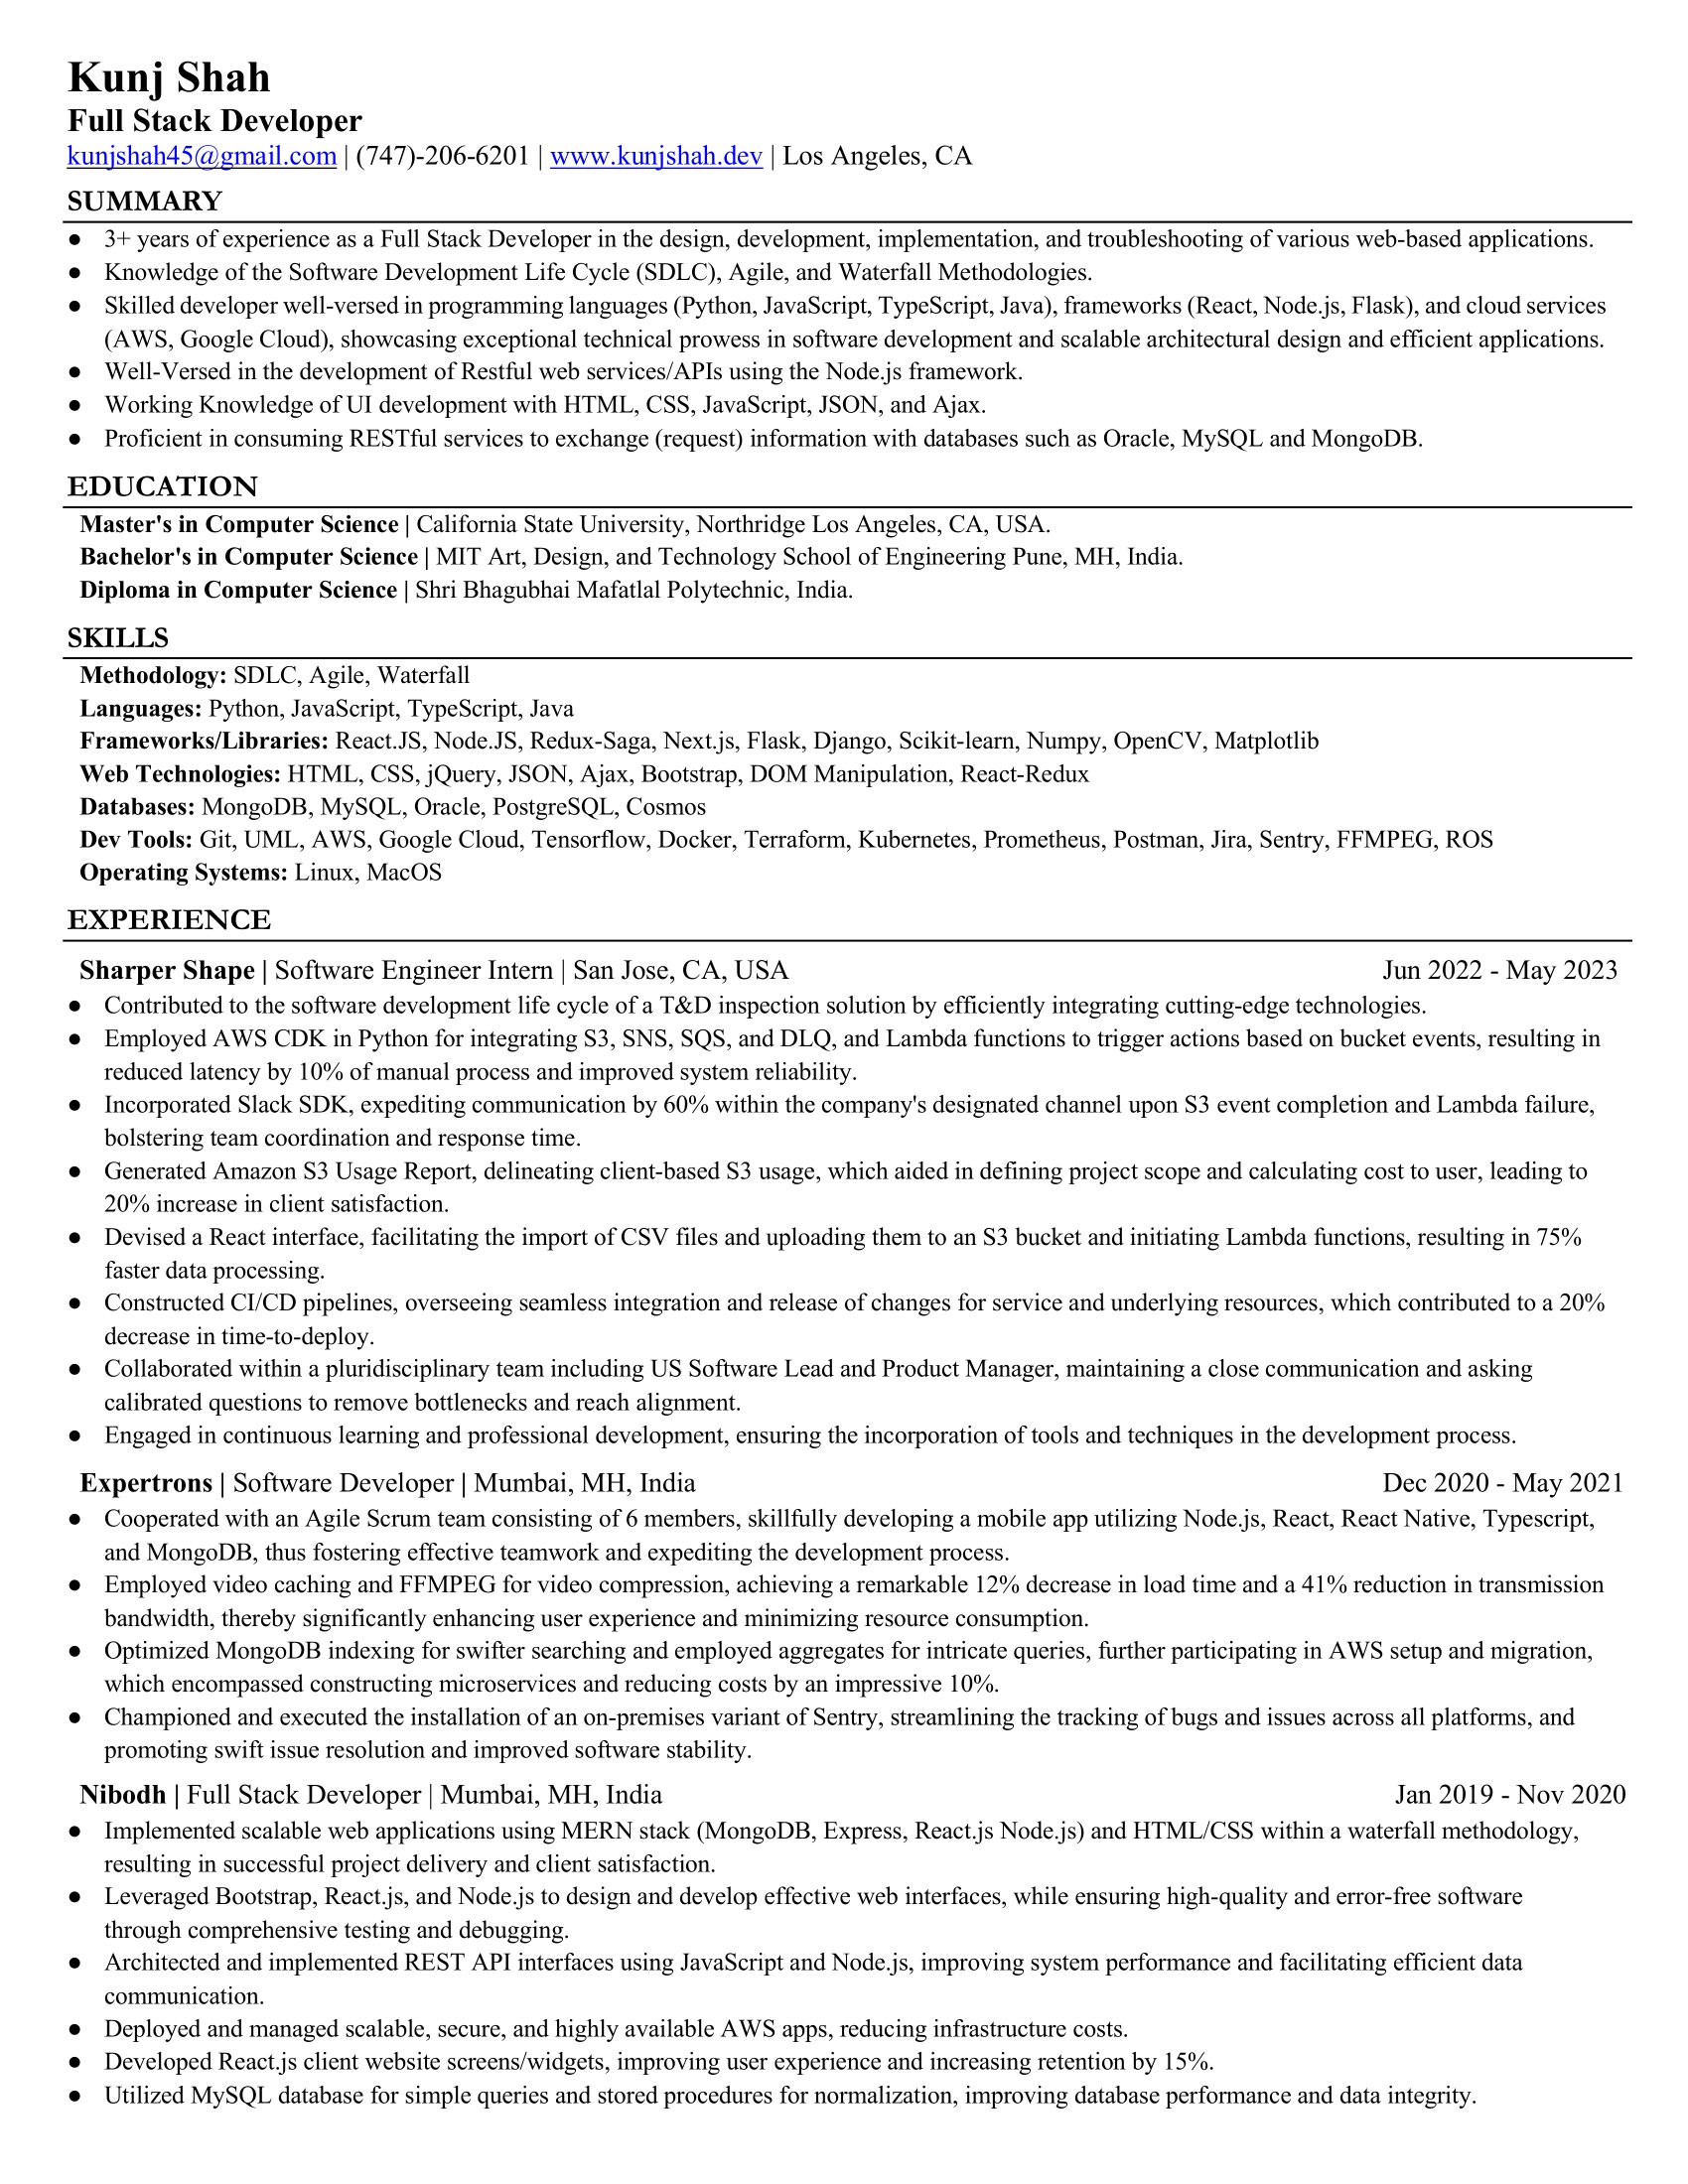 Kunj Shah
Full Stack Developer
kunjshah45@gmail.com | (747)-206-6201 | www.kunjshah.dev | Los Angeles, CA
SUMMARY
● 3+ years of experience as a Full Stack Developer in the design, development, implementation, and troubleshooting of various web-based applications.
● Knowledge of the Software Development Life Cycle (SDLC), Agile, and Waterfall Methodologies.
● Skilled developer well-versed in programming languages (Python, JavaScript, TypeScript, Java), frameworks (React, Node.js, Flask), and cloud services
(AWS, Google Cloud), showcasing exceptional technical prowess in software development and scalable architectural design and efficient applications.
● Well-Versed in the development of Restful web services/APIs using the Node.js framework.
● Working Knowledge of UI development with HTML, CSS, JavaScript, JSON, and Ajax.
● Proficient in consuming RESTful services to exchange (request) information with databases such as Oracle, MySQL and MongoDB.
EDUCATION
Master's in Computer Science | California State University, Northridge Los Angeles, CA, USA.
Bachelor's in Computer Science | MIT Art, Design, and Technology School of Engineering Pune, MH, India.
Diploma in Computer Science | Shri Bhagubhai Mafatlal Polytechnic, India.
SKILLS
Methodology: SDLC, Agile, Waterfall
Languages: Python, JavaScript, TypeScript, Java
Frameworks/Libraries: React.JS, Node.JS, Redux-Saga, Next.js, Flask, Django, Scikit-learn, Numpy, OpenCV, Matplotlib
Web Technologies: HTML, CSS, jQuery, JSON, Ajax, Bootstrap, DOM Manipulation, React-Redux
Databases: MongoDB, MySQL, Oracle, PostgreSQL, Cosmos
Dev Tools: Git, UML, AWS, Google Cloud, Tensorflow, Docker, Terraform, Kubernetes, Prometheus, Postman, Jira, Sentry, FFMPEG, ROS
Operating Systems: Linux, MacOS
EXPERIENCE
Sharper Shape | Software Engineer Intern | San Jose, CA, USA Jun 2022 - May 2023
● Contributed to the software development life cycle of a T&D inspection solution by efficiently integrating cutting-edge technologies.
● Employed AWS CDK in Python for integrating S3, SNS, SQS, and DLQ, and Lambda functions to trigger actions based on bucket events, resulting in
reduced latency by 10% of manual process and improved system reliability.
● Incorporated Slack SDK, expediting communication by 60% within the company's designated channel upon S3 event completion and Lambda failure,
bolstering team coordination and response time.
● Generated Amazon S3 Usage Report, delineating client-based S3 usage, which aided in defining project scope and calculating cost to user, leading to
20% increase in client satisfaction.
● Devised a React interface, facilitating the import of CSV files and uploading them to an S3 bucket and initiating Lambda functions, resulting in 75%
faster data processing.
● Constructed CI/CD pipelines, overseeing seamless integration and release of changes for service and underlying resources, which contributed to a 20%
decrease in time-to-deploy.
● Collaborated within a pluridisciplinary team including US Software Lead and Product Manager, maintaining a close communication and asking
calibrated questions to remove bottlenecks and reach alignment.
● Engaged in continuous learning and professional development, ensuring the incorporation of tools and techniques in the development process.
Expertrons | Software Developer | Mumbai, MH, India Dec 2020 - May 2021
● Cooperated with an Agile Scrum team consisting of 6 members, skillfully developing a mobile app utilizing Node.js, React, React Native, Typescript,
and MongoDB, thus fostering effective teamwork and expediting the development process.
● Employed video caching and FFMPEG for video compression, achieving a remarkable 12% decrease in load time and a 41% reduction in transmission
bandwidth, thereby significantly enhancing user experience and minimizing resource consumption.
● Optimized MongoDB indexing for swifter searching and employed aggregates for intricate queries, further participating in AWS setup and migration,
which encompassed constructing microservices and reducing costs by an impressive 10%.
● Championed and executed the installation of an on-premises variant of Sentry, streamlining the tracking of bugs and issues across all platforms, and
promoting swift issue resolution and improved software stability.
Nibodh | Full Stack Developer | Mumbai, MH, India Jan 2019 - Nov 2020
● Implemented scalable web applications using MERN stack (MongoDB, Express, React.js Node.js) and HTML/CSS within a waterfall methodology,
resulting in successful project delivery and client satisfaction.
● Leveraged Bootstrap, React.js, and Node.js to design and develop effective web interfaces, while ensuring high-quality and error-free software
through comprehensive testing and debugging.
● Architected and implemented REST API interfaces using JavaScript and Node.js, improving system performance and facilitating efficient data
communication.
● Deployed and managed scalable, secure, and highly available AWS apps, reducing infrastructure costs.
● Developed React.js client website screens/widgets, improving user experience and increasing retention by 15%.
● Utilized MySQL database for simple queries and stored procedures for normalization, improving database performance and data integrity.